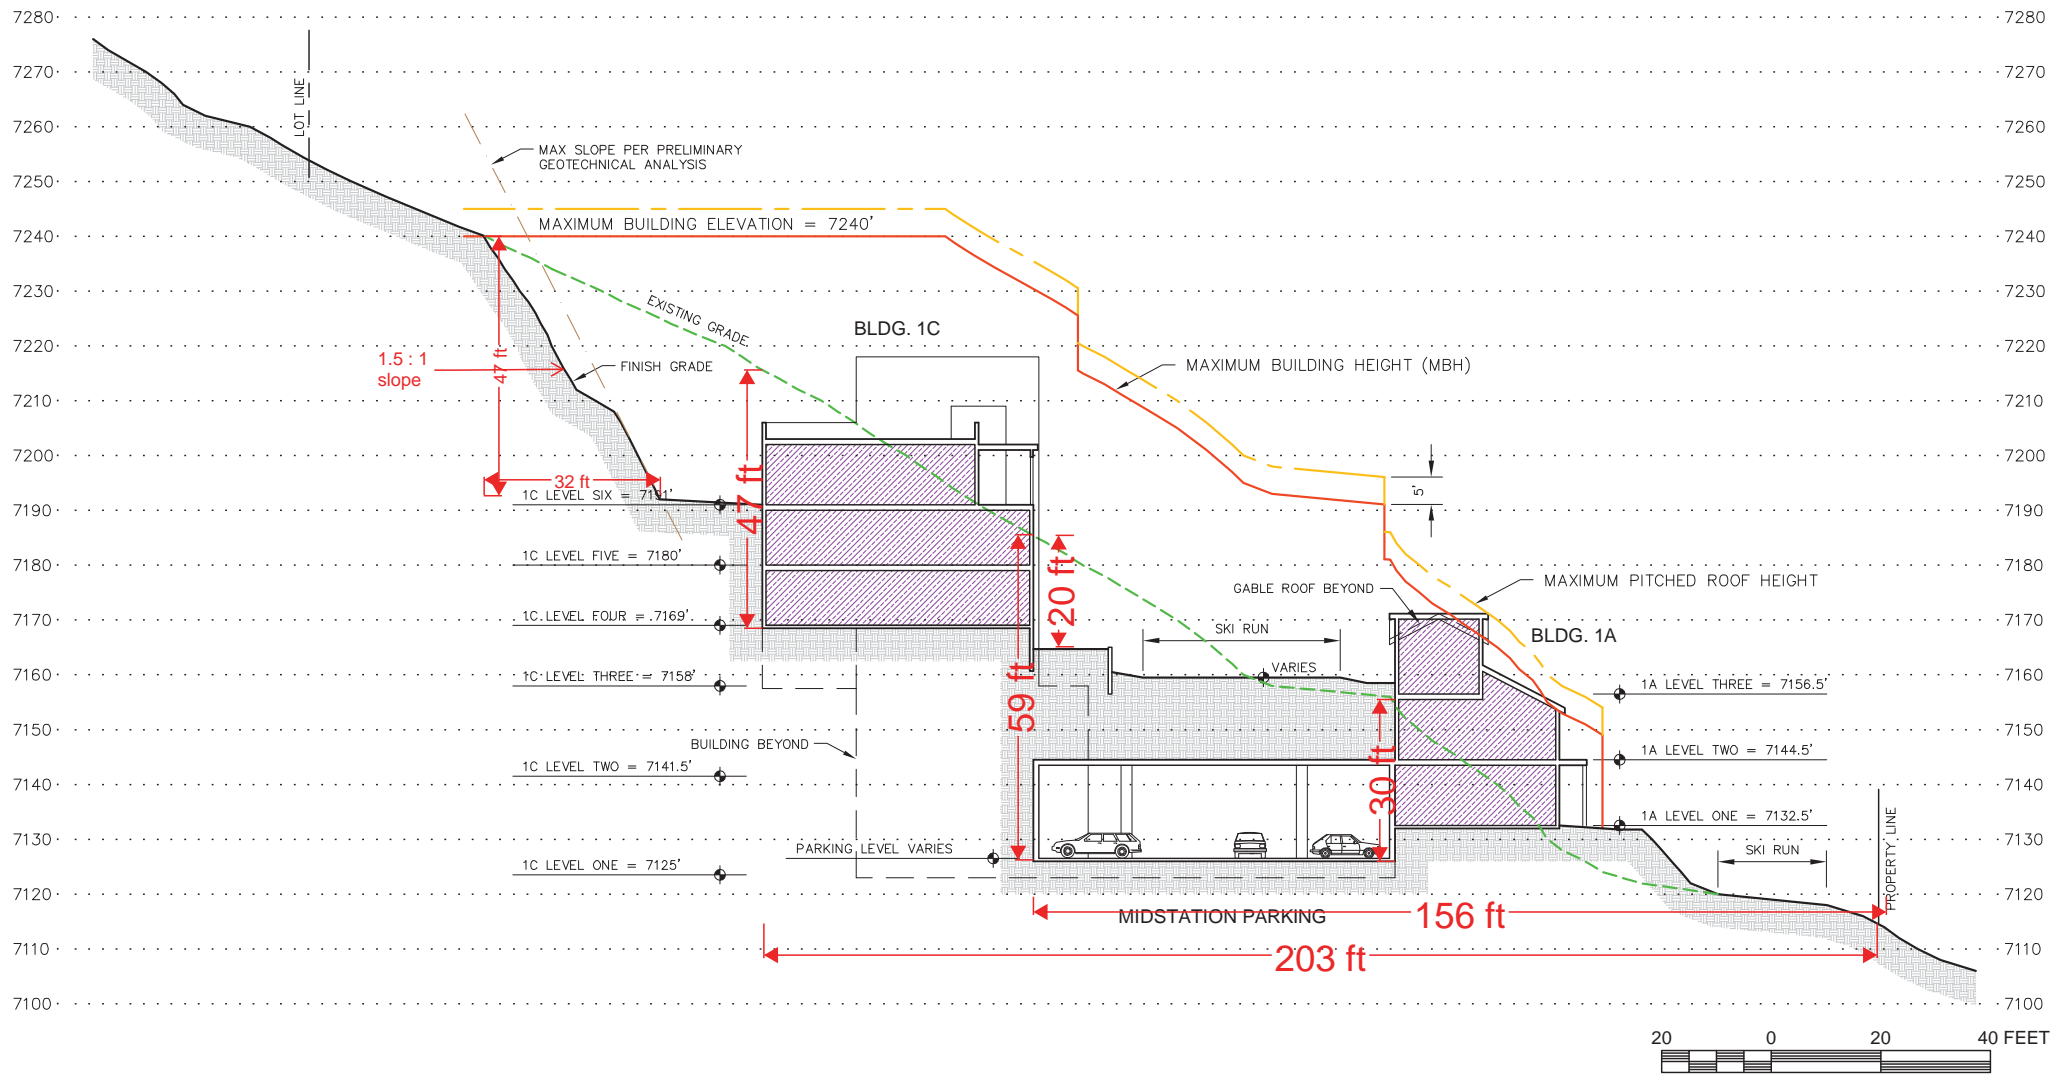 7280
7280
7270
7270
7260
7260
7250
7250
7240
7240
7230
7230
7220
7220
7210
7210
7200
7200
7190
7190
7180
7180
7170
7170
7160
7160
7150
7150
7140
7140
7130
7130
7120
7120
7110
7110
7100
7100
LOT LINE
MAX SLOPE PER PRELIMINARY
GEOTECHNICAL ANALYSIS
MAXIMUM BUILDING ELEVATION = 7240'
EXISTING GRADE
BLDG. 1C
1.5 : 1
slope
47 ft
FINISH GRADE
MAXIMUM BUILDING HEIGHT (MBH)
32 ft
47 ft
5'
1C LEVEL SIX = 7191'
1C LEVEL FIVE = 7180'
1C LEVEL FOUR = 7169'
1C LEVEL THREE = 7158'
1C LEVEL TWO = 7141.5'
1C LEVEL ONE = 7125'
20 ft
59 ft
30 ft
GABLE ROOF BEYOND
MAXIMUM PITCHED ROOF HEIGHT
SKI RUN
BLDG. 1A
VARIES
1A LEVEL THREE = 7156.5'
1A LEVEL TWO = 7144.5'
1A LEVEL ONE = 7132.5'
BUILDING BEYOND
PARKING LEVEL VARIES
SKI RUN
PROPERTY LINE
MIDSTATION PARKING
156 ft
203 ft
20 0 20 40 FEET